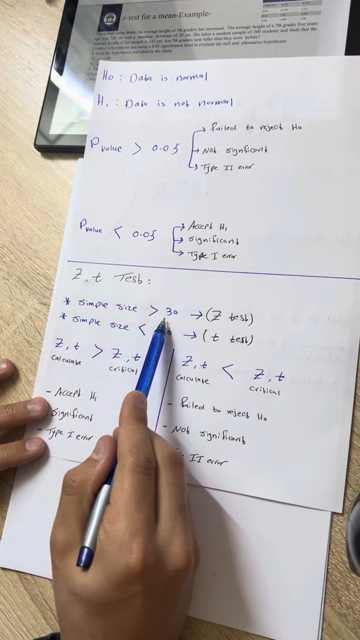 z-test for a mean-Example-
H0 : Data is normal
H1 : Data is not normal
Pvalue > 0.05
Failed to reject H0
Not significant
Type II error
Pvalue < 0.05
Accept H1
significant
Type I error
Z, t Test:
* simple size > 30 → (Z test)
* simple size < → (t test)
Z, t calculate > Z, t critical
Z, t calculate < Z, t critical
- Accept H1
significant
- Type I error
- Failed to reject H0
- Not significant
II error